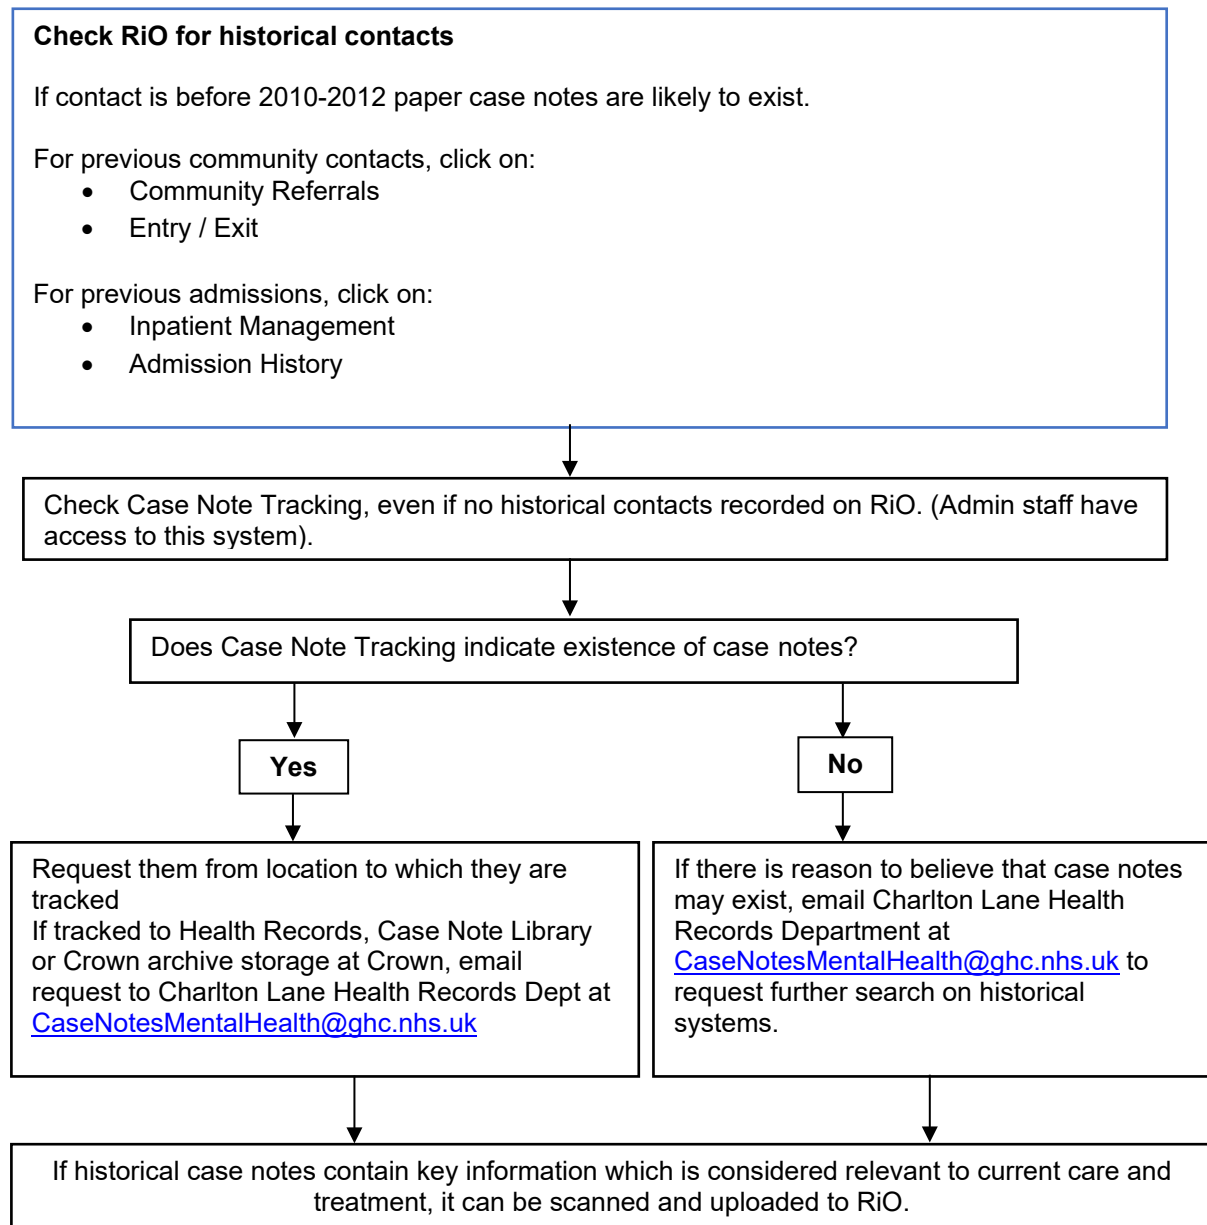 Check RiO for historical contacts
If contact is before 2010-2012 paper case notes are likely to exist.
For previous community contacts, click on:
• Community Referrals
• Entry / Exit
For previous admissions, click on:
• Inpatient Management
• Admission History
Check Case Note Tracking, even if no historical contacts recorded on RiO. (Admin staff have
access to this system).
Does Case Note Tracking indicate existence of case notes?
Yes
No
Request them from location to which they are
tracked
If tracked to Health Records, Case Note Library
or Crown archive storage at Crown, email
request to Charlton Lane Health Records Dept at
CaseNotesMentalHealth@ghc.nhs.uk
If there is reason to believe that case notes
may exist, email Charlton Lane Health
Records Department at
CaseNotesMentalHealth@ghc.nhs.uk to
request further search on historical
systems.
If historical case notes contain key information which is considered relevant to current care and
treatment, it can be scanned and uploaded to RiO.